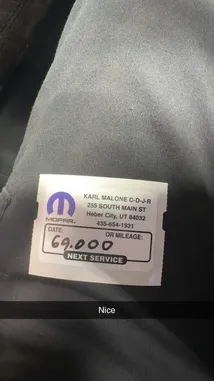 KARL MALONE C-D-J-R
255 SOUTH MAIN ST
Heber City, UT 84032
435-654-1931
MOPAR
DATE:
OR MILEAGE:
69.000
NEXT SERVICE
Nice